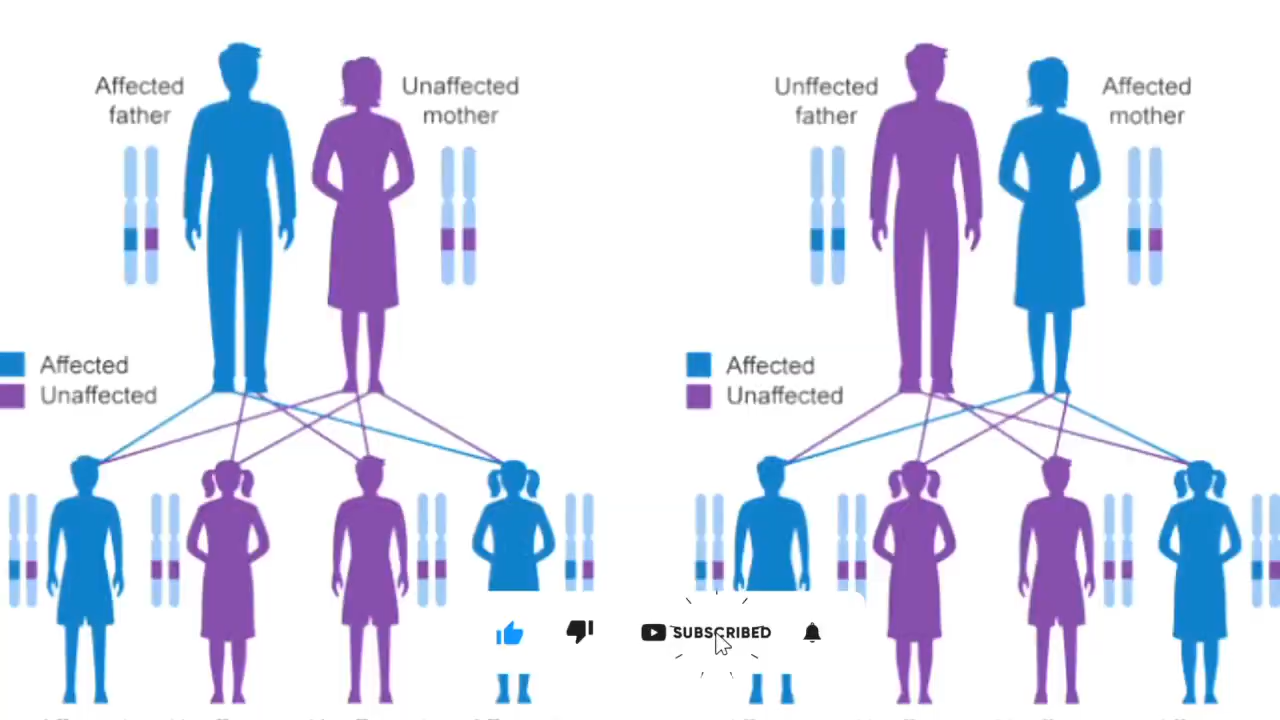 Affected
father
Unaffected
mother
Unffected
father
Affected
mother
Affected
Unaffected
Affected
Unaffected
SUBSCRIBED